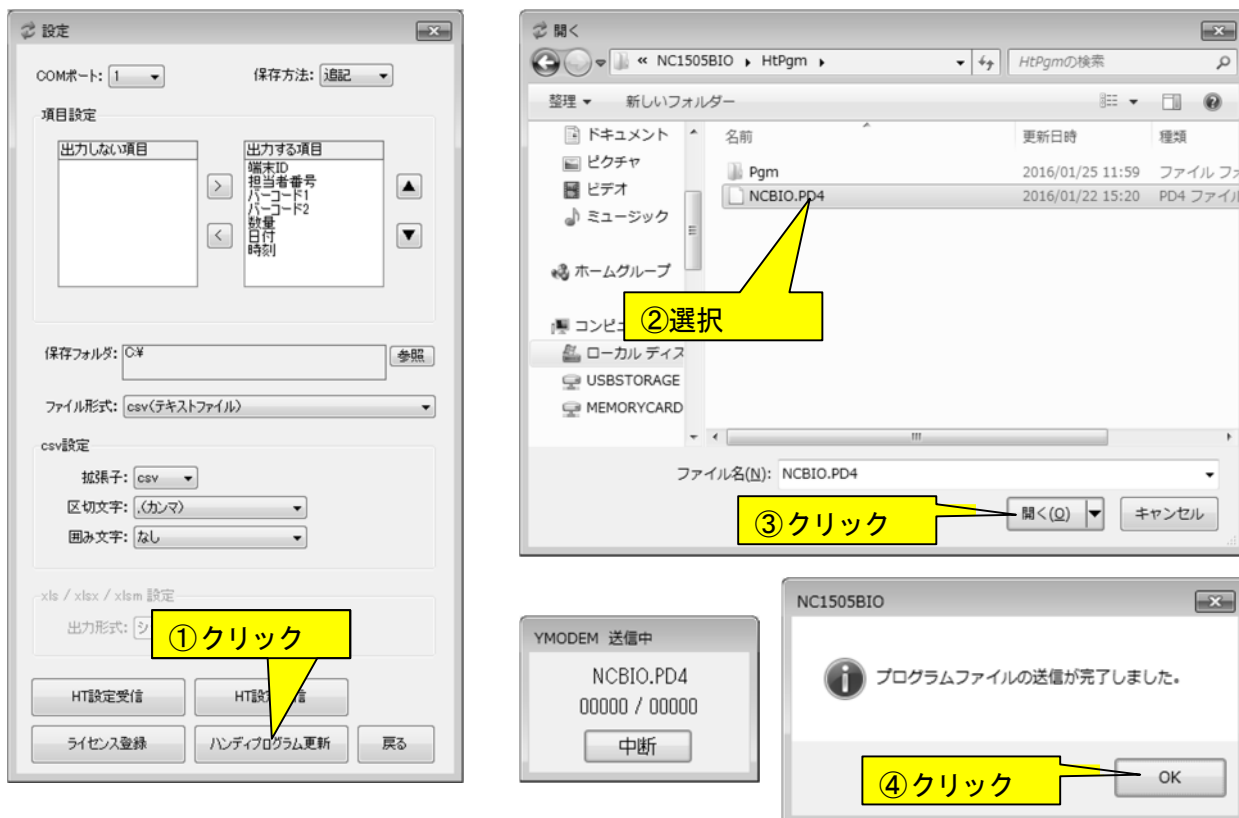 設定
COMポート: 1
保存方法: 追記
項目設定
出力しない項目
出力する項目
端末ID
担当者番号
バーコード1
バーコード2
数量
日付
時刻
>
<
▲
▼
保存フォルダ: C:¥
参照
ファイル形式: csv(テキストファイル)
csv設定
拡張子: csv
区切文字: ,(カンマ)
囲み文字: なし
xls / xlsx / xlsm 設定
出力形式: シ
①クリック
HT設定受信
HT設定
ライセンス登録
ハンディプログラム更新
戻る
開く
« NC1505BIO ▸ HtPgm ▸
HtPgmの検索
整理 ▼
新しいフォルダー
ドキュメント
ピクチャ
ビデオ
ミュージック
ホームグループ
コンピ
ローカル ディス
USBSTORAGE
MEMORYCARD
名前
更新日時
種類
Pgm
2016/01/25 11:59
ファイル フォ
NCBIO.PD4
2016/01/22 15:20
PD4 ファイル
②選択
ファイル名(N): NCBIO.PD4
③クリック
開く(O)
キャンセル
YMODEM 送信中
NCBIO.PD4
00000 / 00000
中断
NC1505BIO
プログラムファイルの送信が完了しました。
④クリック
OK